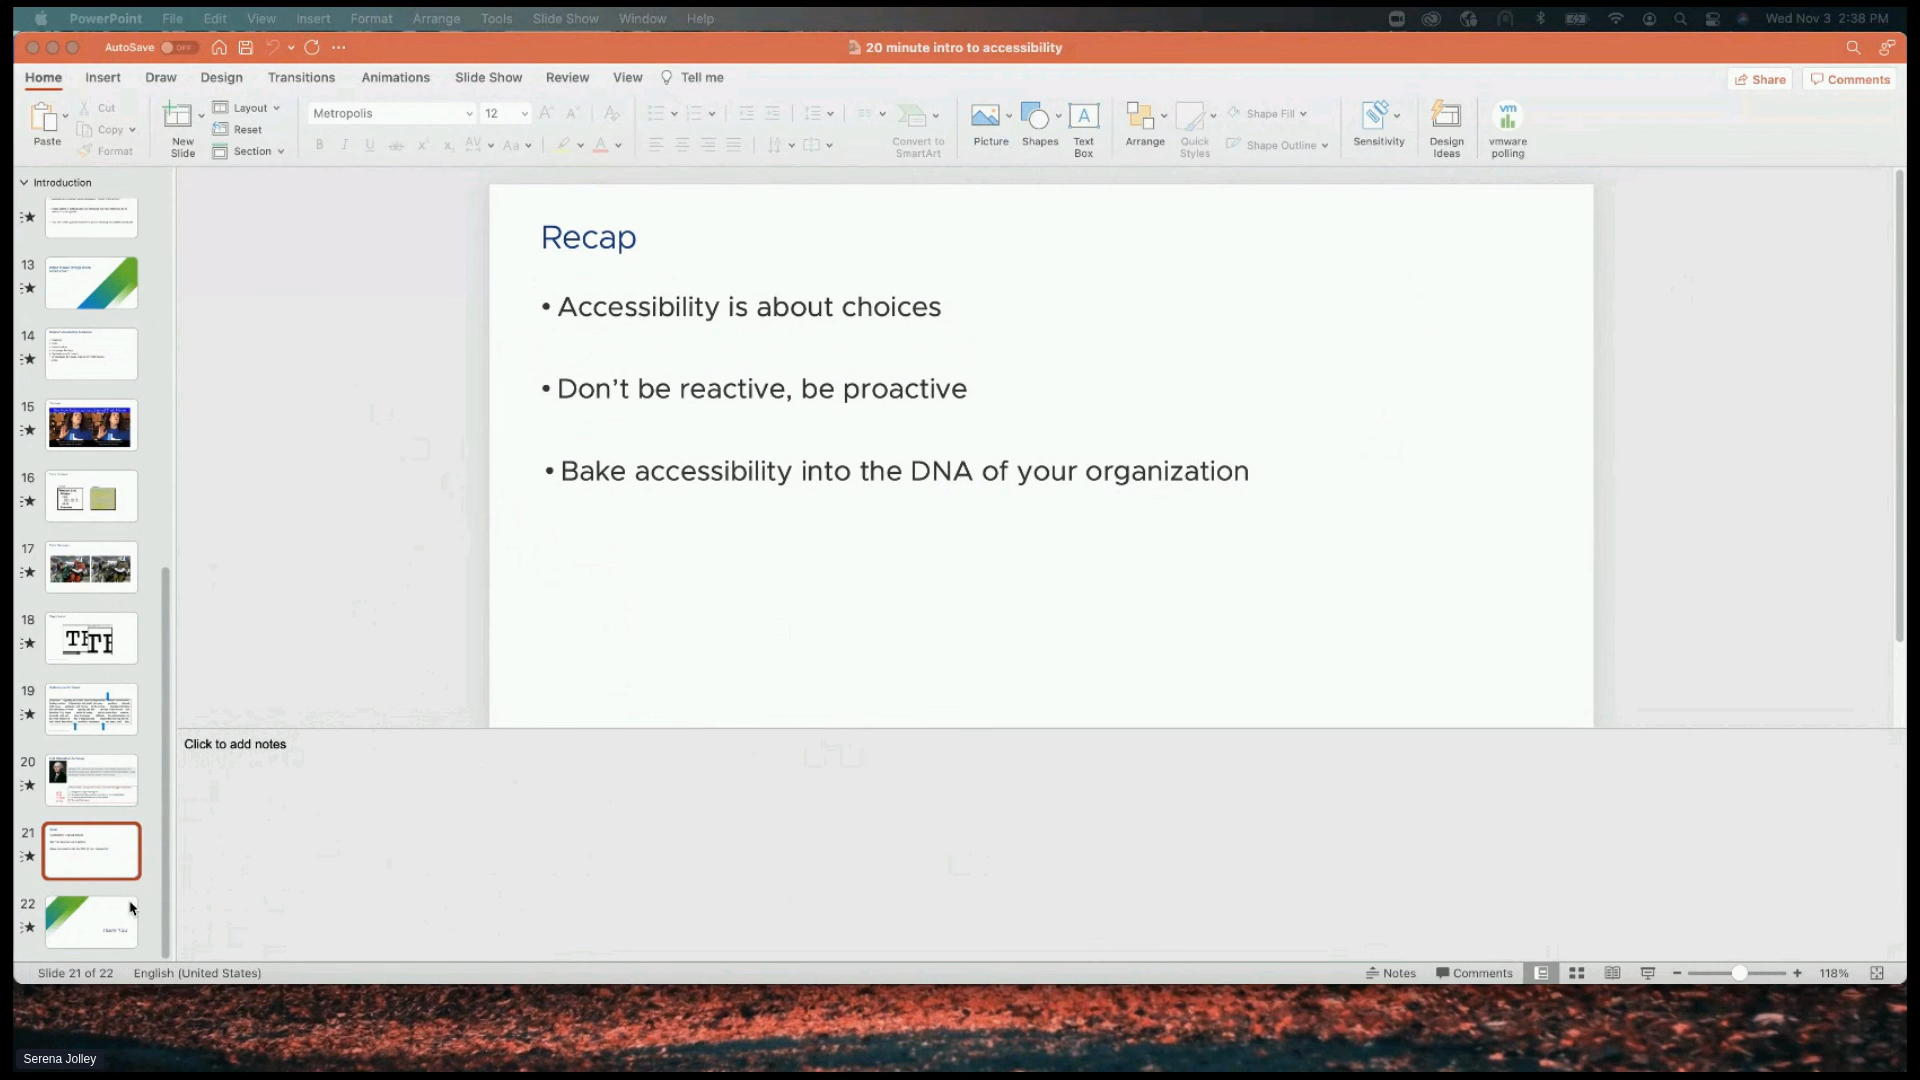 PowerPoint File Edit View Insert Format Arrange Tools Slide Show Window Help Wed Nov 3 2:38 PM
AutoSave OFF 20 minute intro to accessibility
Home Insert Draw Design Transitions Animations Slide Show Review View Tell me Share Comments
Paste Cut Copy Format
New Slide Layout Reset Section
Metropolis 12
Convert to SmartArt
Picture Shapes Text Box Arrange Quick Styles Shape Fill Shape Outline
Sensitivity Design Ideas vm vmware polling
Introduction
13
14
15
16
17
18
19
20
21
22
Thank You
Recap
• Accessibility is about choices
• Don't be reactive, be proactive
• Bake accessibility into the DNA of your organization
Click to add notes
Slide 21 of 22 English (United States) Notes Comments 118%
Serena Jolley